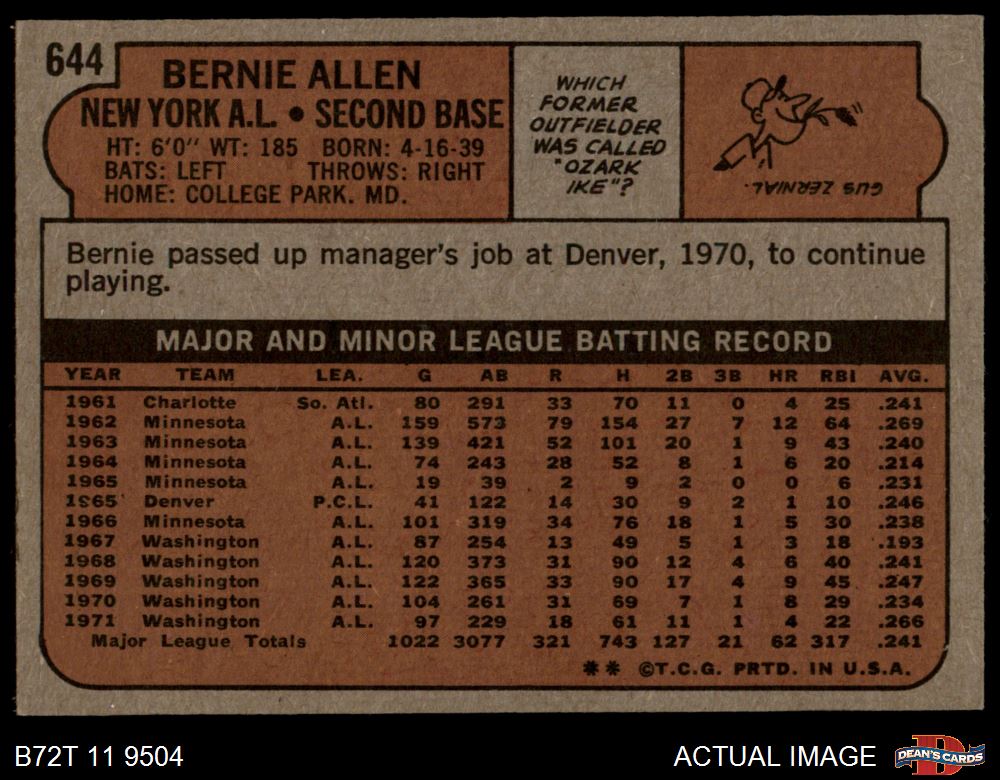 644
BERNIE ALLEN
NEW YORK A.L. • SECOND BASE
HT: 6'0" WT: 185 BORN: 4-16-39
BATS: LEFT THROWS: RIGHT
HOME: COLLEGE PARK. MD.
WHICH
FORMER
OUTFIELDER
WAS CALLED
"OZARK
IKE"?
GUS ZERNIAL.
Bernie passed up manager's job at Denver, 1970, to continue
playing.
MAJOR AND MINOR LEAGUE BATTING RECORD
YEAR TEAM LEA. G AB R H 2B 3B HR RBI AVG.
1961 Charlotte So. Atl. 80 291 33 70 11 0 4 25 .241
1962 Minnesota A.L. 159 573 79 154 27 7 12 64 .269
1963 Minnesota A.L. 139 421 52 101 20 1 9 43 .240
1964 Minnesota A.L. 74 243 28 52 8 1 6 20 .214
1965 Minnesota A.L. 19 39 2 9 2 0 0 6 .231
1965 Denver P.C.L. 41 122 14 30 9 2 1 10 .246
1966 Minnesota A.L. 101 319 34 76 18 1 5 30 .238
1967 Washington A.L. 87 254 13 49 5 1 3 18 .193
1968 Washington A.L. 120 373 31 90 12 4 6 40 .241
1969 Washington A.L. 122 365 33 90 17 4 9 45 .247
1970 Washington A.L. 104 261 31 69 7 1 8 29 .234
1971 Washington A.L. 97 229 18 61 11 1 4 22 .266
Major League Totals 1022 3077 321 743 127 21 62 317 .241
** ©T.C.G. PRTD. IN U.S.A.
B72T 11 9504
ACTUAL IMAGE
DEAN'S CARDS